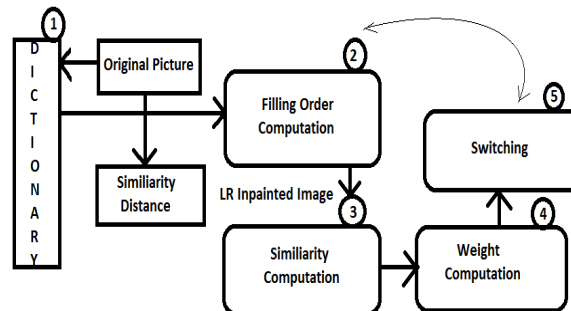 1
DICTIONARY
Original Picture
Similiarity
Distance
2
Filling Order
Computation
LR Inpainted Image
3
Similiarity
Computation
4
Weight
Computation
5
Switching